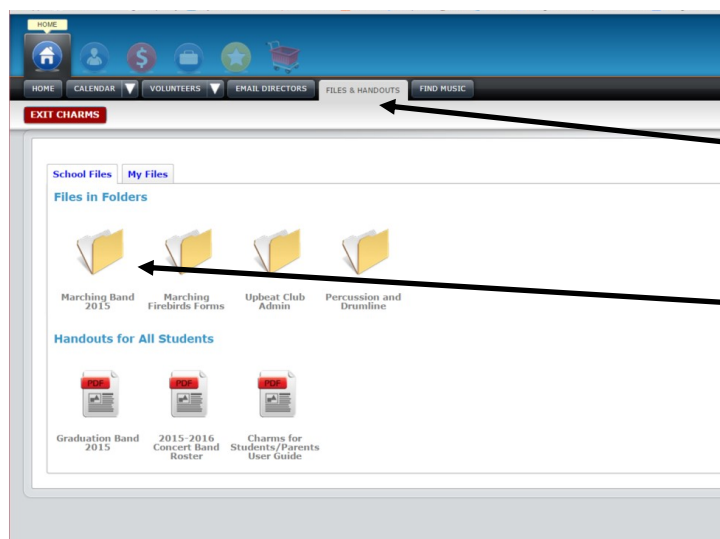 HOME
HOME CALENDAR VOLUNTEERS EMAIL DIRECTORS FILES & HANDOUTS FIND MUSIC
EXIT CHARMS
School Files My Files
Files in Folders
Marching Band 2015
Marching Firebirds Forms
Upbeat Club Admin
Percussion and Drumline
Handouts for All Students
PDF PDF PDF
Graduation Band 2015
2015-2016 Concert Band Roster
Charms for Students/Parents User Guide